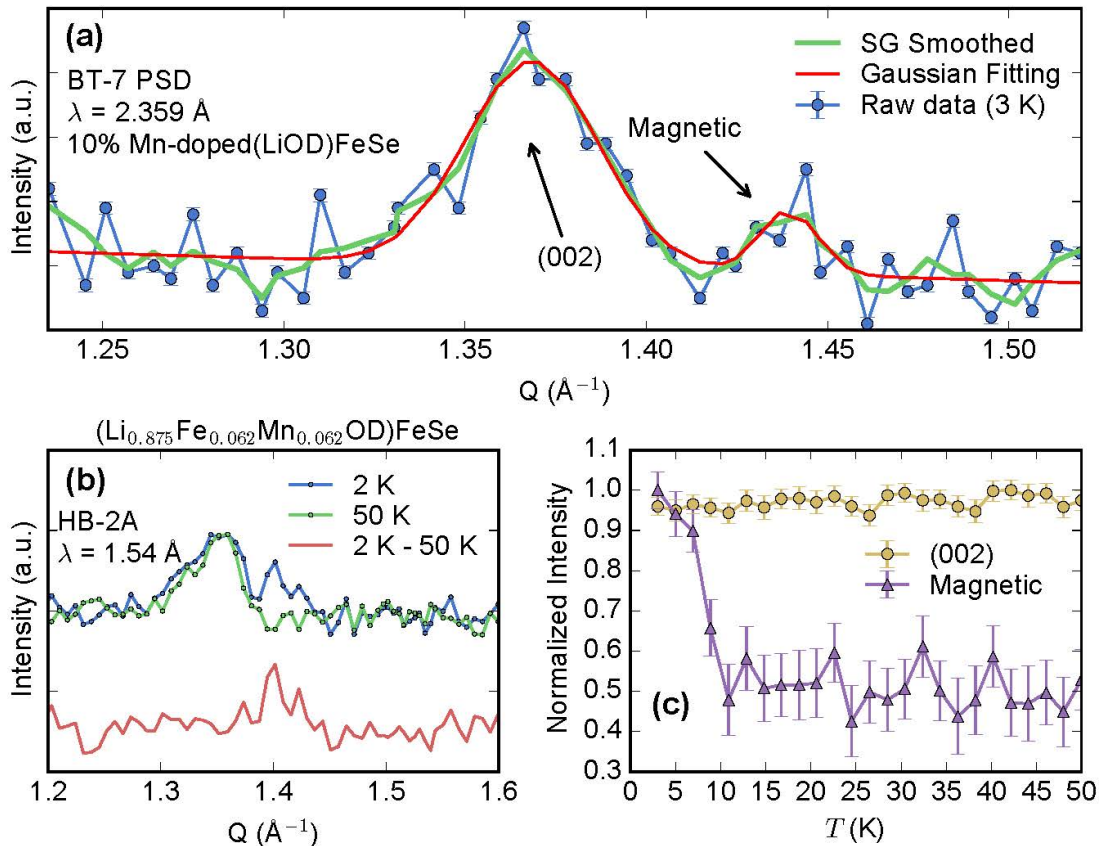 (a)
BT-7 PSD
λ = 2.359 Å
10% Mn-doped(LiOD)FeSe
SG Smoothed
Gaussian Fitting
Raw data (3 K)
Magnetic
(002)
Intensity (a.u.)
1.25 1.30 1.35 1.40 1.45 1.50
Q (Å⁻¹)
(Li₀.₈₇₅Fe₀.₀₆₂Mn₀.₀₆₂OD)FeSe
(b)
HB-2A
λ = 1.54 Å
2 K
50 K
2 K - 50 K
Intensity (a.u.)
1.2 1.3 1.4 1.5 1.6
Q (Å⁻¹)
1.1
1.0
0.9
0.8
0.7
0.6
0.5
0.4
0.3
Normalized Intensity
(002)
Magnetic
(c)
0 5 10 15 20 25 30 35 40 45 50
T (K)